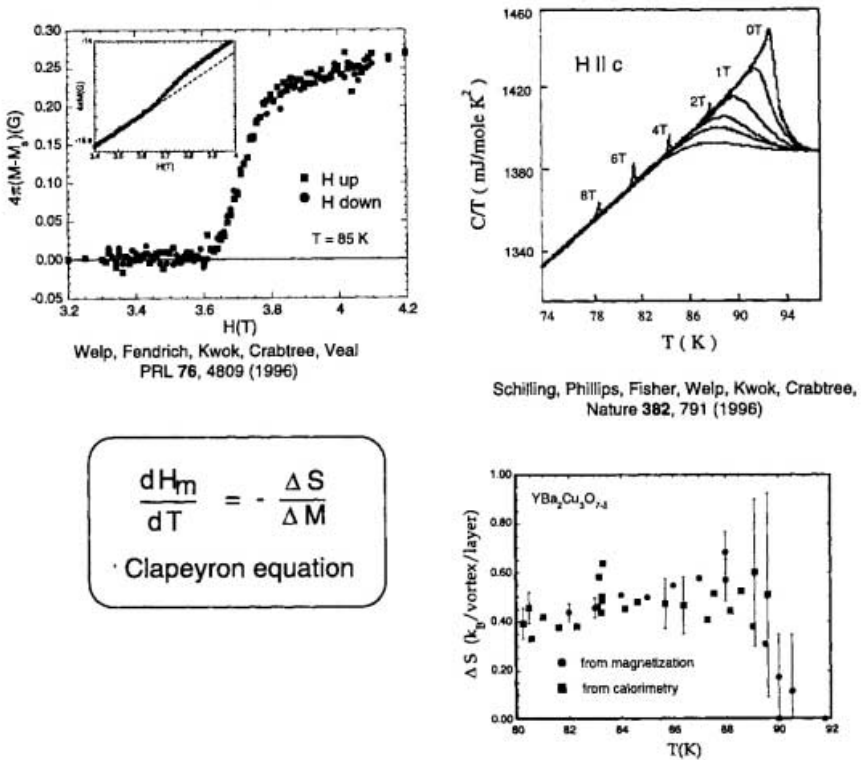 0.30
0.25
0.20
0.15
0.10
0.05
0.00
-0.05
4π(M-Ms)(G)
4πM(G)
H(T)
H up
H down
T = 85 K
3.2 3.4 3.6 3.8 4 4.2
H(T)
Welp, Fendrich, Kwok, Crabtree, Veal
PRL 76, 4809 (1996)
1460
1420
1380
1340
C/T ( mJ/mole K²)
H || c
0T
1T
2T
4T
6T
8T
74 78 82 86 90 94
T ( K )
Schilling, Phillips, Fisher, Welp, Kwok, Crabtree,
Nature 382, 791 (1996)
dHm/dT = - ΔS/ΔM
Clapeyron equation
1.00
0.80
0.60
0.40
0.20
0.00
ΔS (kB/vortex/layer)
YBa₂Cu₃O₇₋δ
from magnetization
from calorimetry
80 82 84 86 88 90 92
T(K)